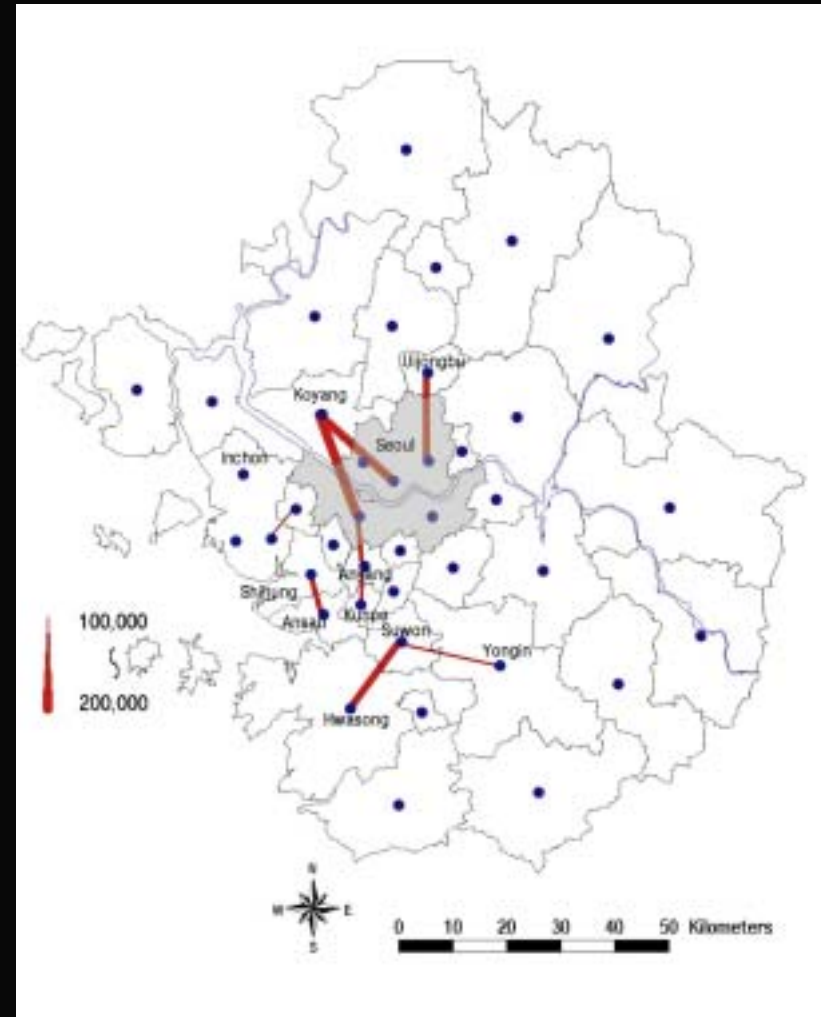 Uijongbu
Koyang
Seoul
Inchon
Anyang
Shihung
Ansan
Kunpo
Suwon
Yongin
Hwasong
100,000
200,000
N
W E
S
0 10 20 30 40 50 Kilometers